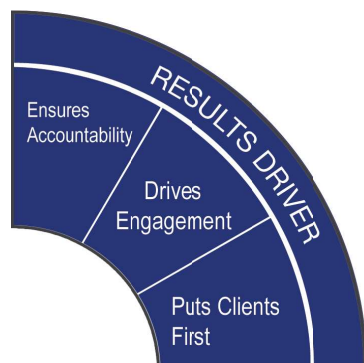 RESULTS DRIVER
Ensures
Accountability
Drives
Engagement
Puts Clients
First